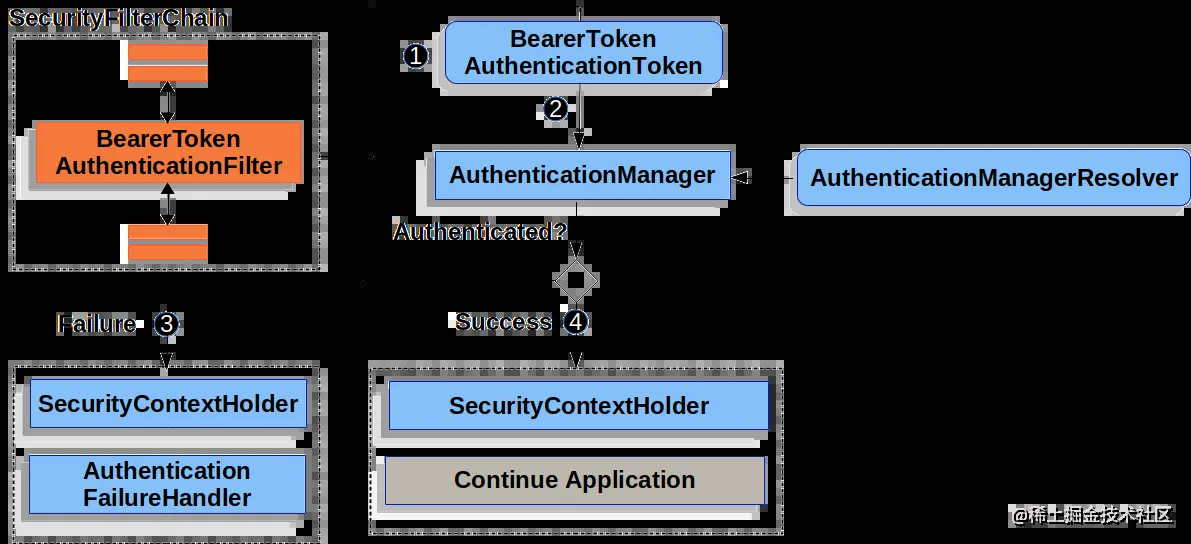 SecurityFilterChain
BearerToken
AuthenticationFilter
1
BearerToken
AuthenticationToken
2
AuthenticationManager
AuthenticationManagerResolver
Authenticated?
Failure
3
Success
4
SecurityContextHolder
Authentication
FailureHandler
SecurityContextHolder
Continue Application
@稀土掘金技术社区